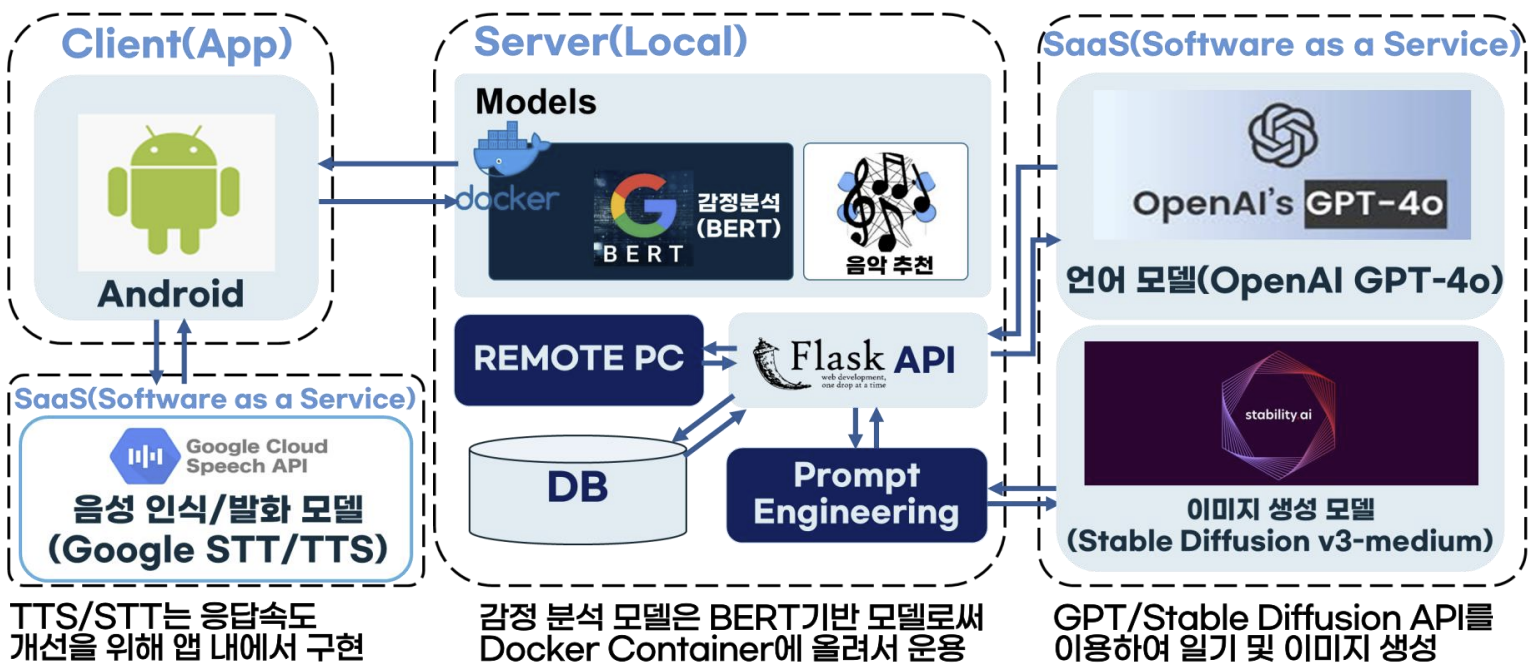 Client(App)
Android
SaaS(Software as a Service)
Google Cloud
Speech API
음성 인식/발화 모델
(Google STT/TTS)
TTS/STT는 응답속도
개선을 위해 앱 내에서 구현
Server(Local)
Models
docker
BERT
감정분석
(BERT)
음악 추천
REMOTE PC
Flask API
web development,
one drop at a time
DB
Prompt
Engineering
감정 분석 모델은 BERT기반 모델로써
Docker Container에 올려서 운용
SaaS(Software as a Service)
OpenAI's GPT-4o
언어 모델(OpenAI GPT-4o)
stability ai
이미지 생성 모델
(Stable Diffusion v3-medium)
GPT/Stable Diffusion API를
이용하여 일기 및 이미지 생성